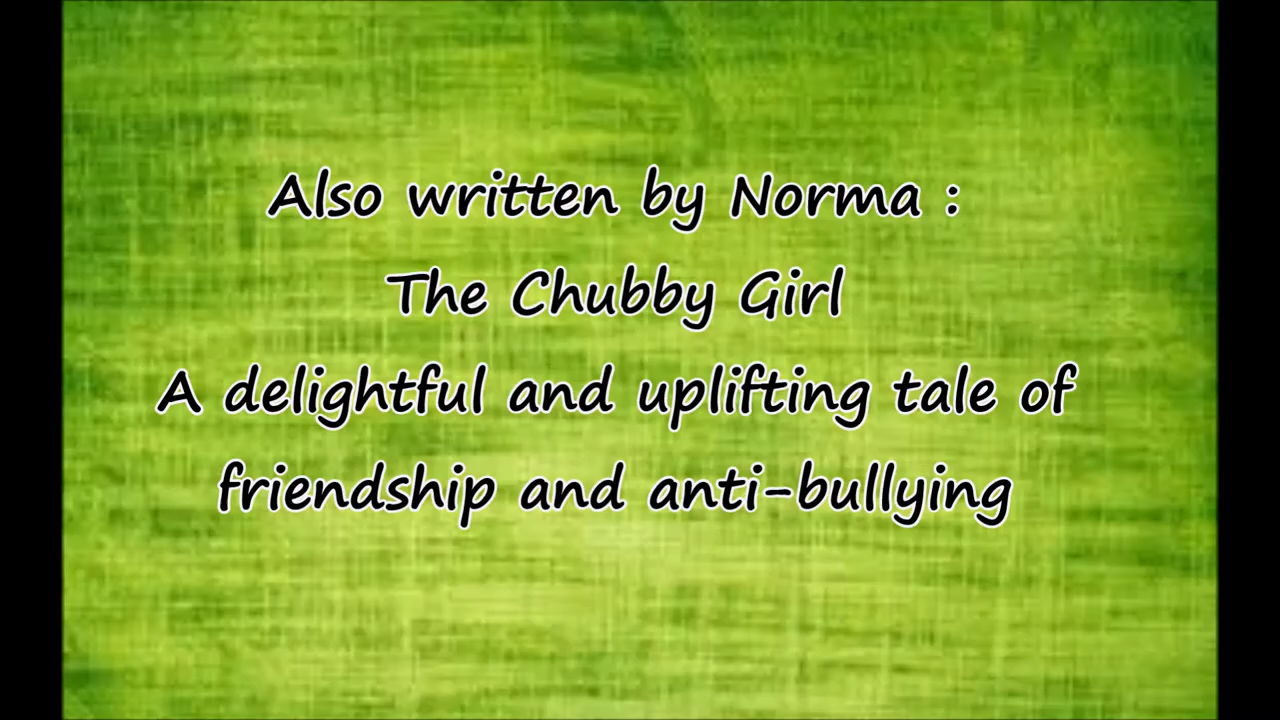 Also written by Norma :
The Chubby Girl
A delightful and uplifting tale of
friendship and anti-bullying